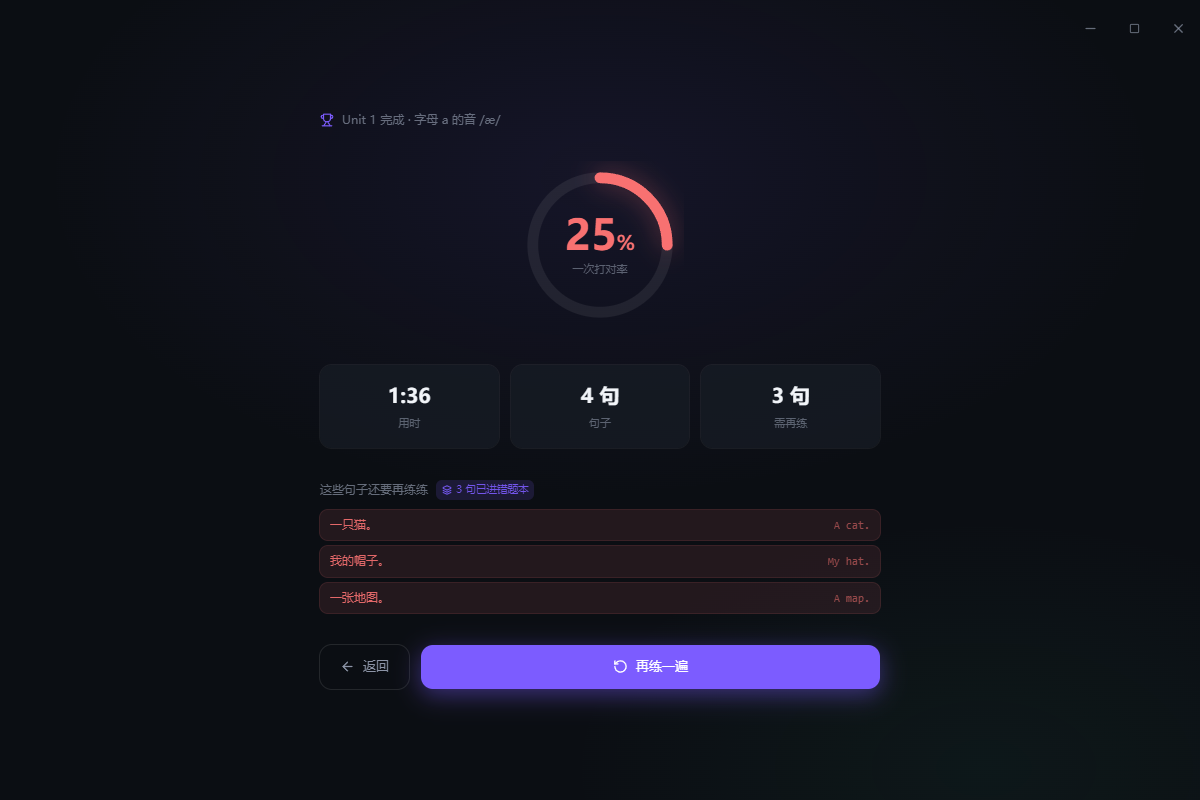 Unit 1 完成 · 字母 a 的音 /æ/
25%
一次打对率
1:36
用时
4 句
句子
3 句
需再练
这些句子还要再练练 3 句已进错题本
一只猫。 A cat.
我的帽子。 My hat.
一张地图。 A map.
返回
再练一遍